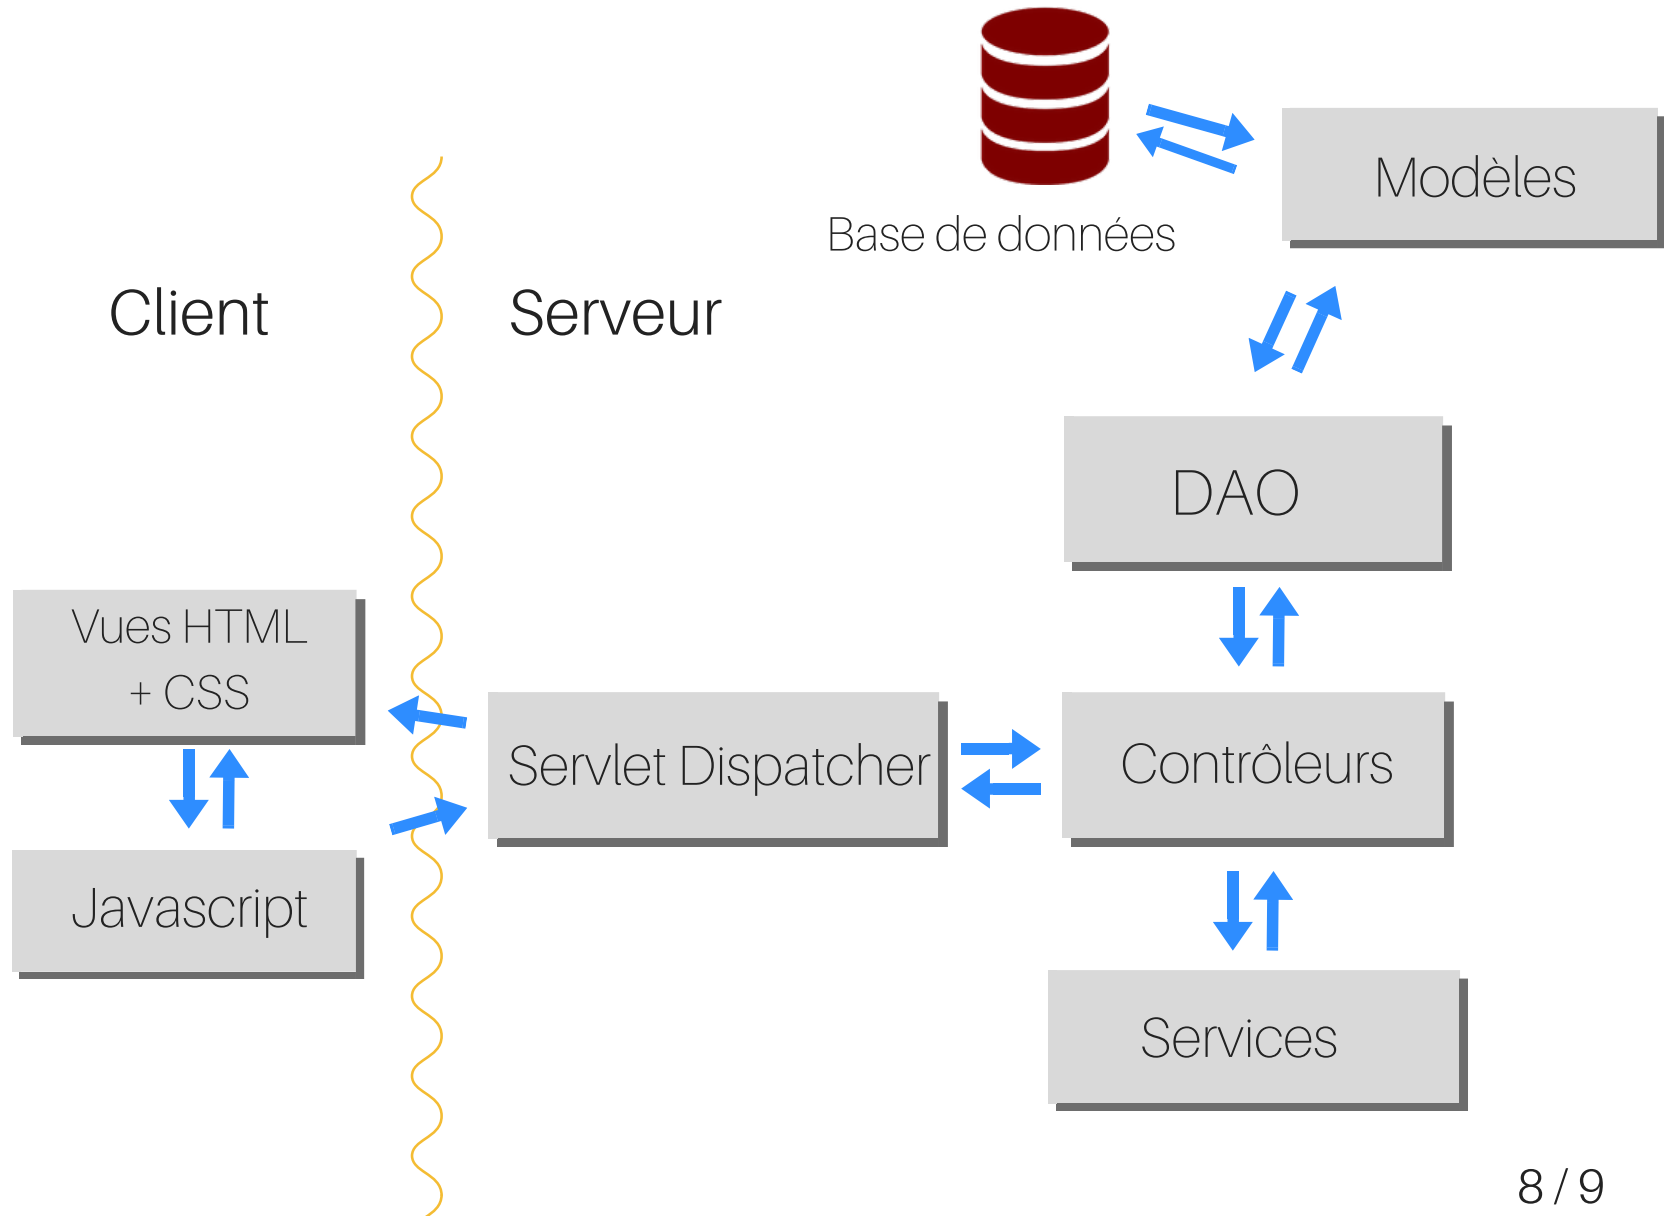 Base de données
Modèles
Client
Serveur
DAO
Vues HTML
+ CSS
Servlet Dispatcher
Contrôleurs
Javascript
Services
8 / 9